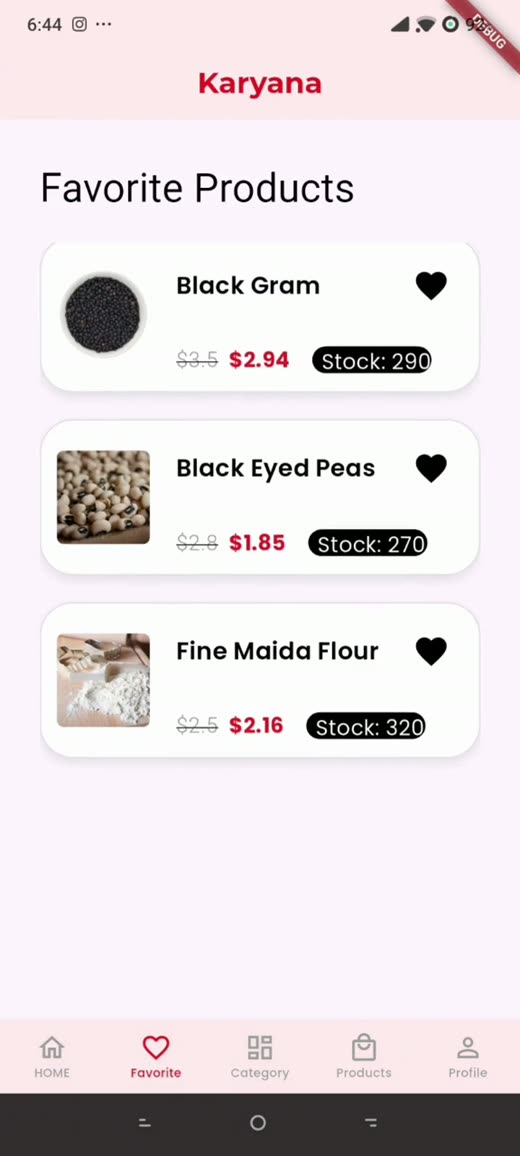 6:44
DEBUG
Karyana
Favorite Products
Black Gram
$3.5 $2.94 Stock: 290
Black Eyed Peas
$2.8 $1.85 Stock: 270
Fine Maida Flour
$2.5 $2.16 Stock: 320
HOME Favorite Category Products Profile